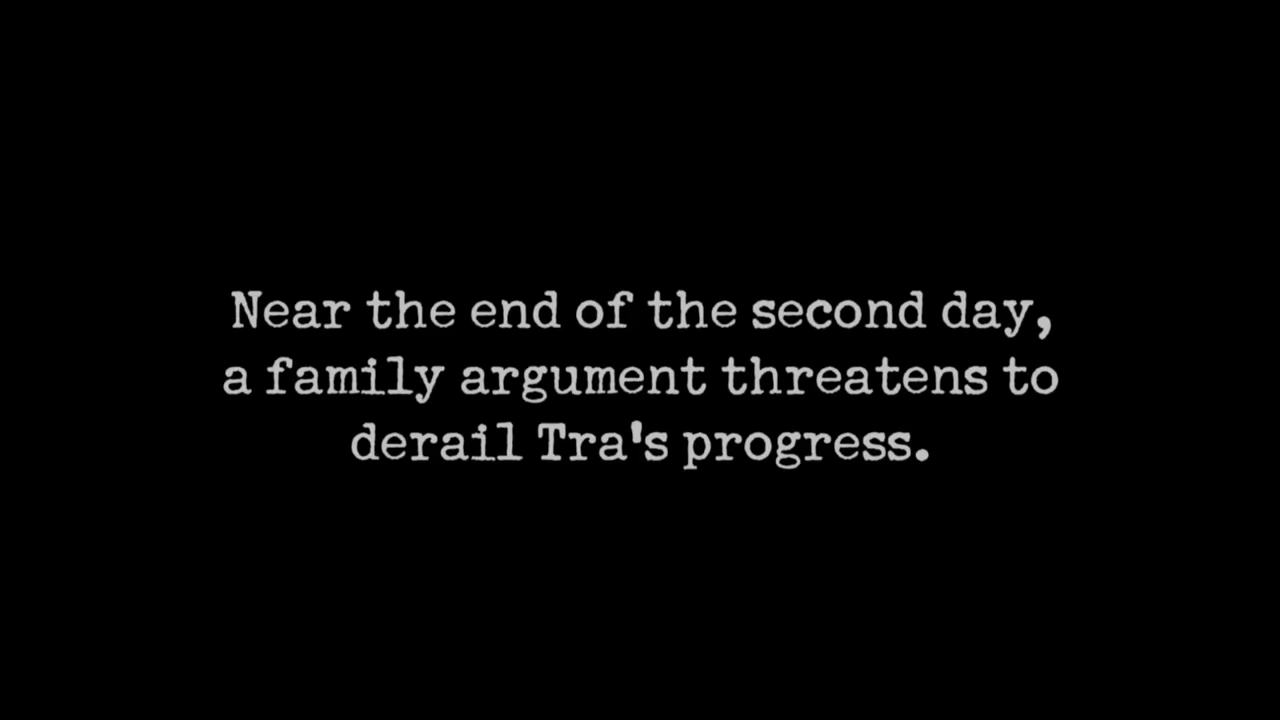 Near the end of the second day,
a family argument threatens to
derail Tra's progress.